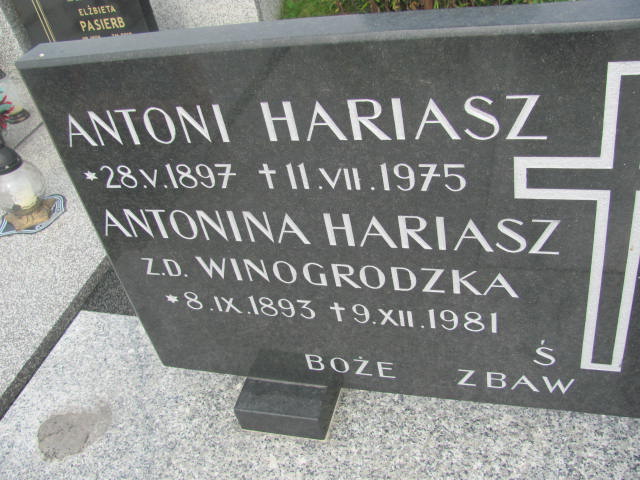 ELŻBIETA
PASIERB
ANTONI HARIASZ
*28.V.1897 †11.VII.1975
ANTONINA HARIASZ
Z.D. WINOGRODZKA
*8.IX.1893 †9.XII.1981
Ś
BOŻE ZBAW